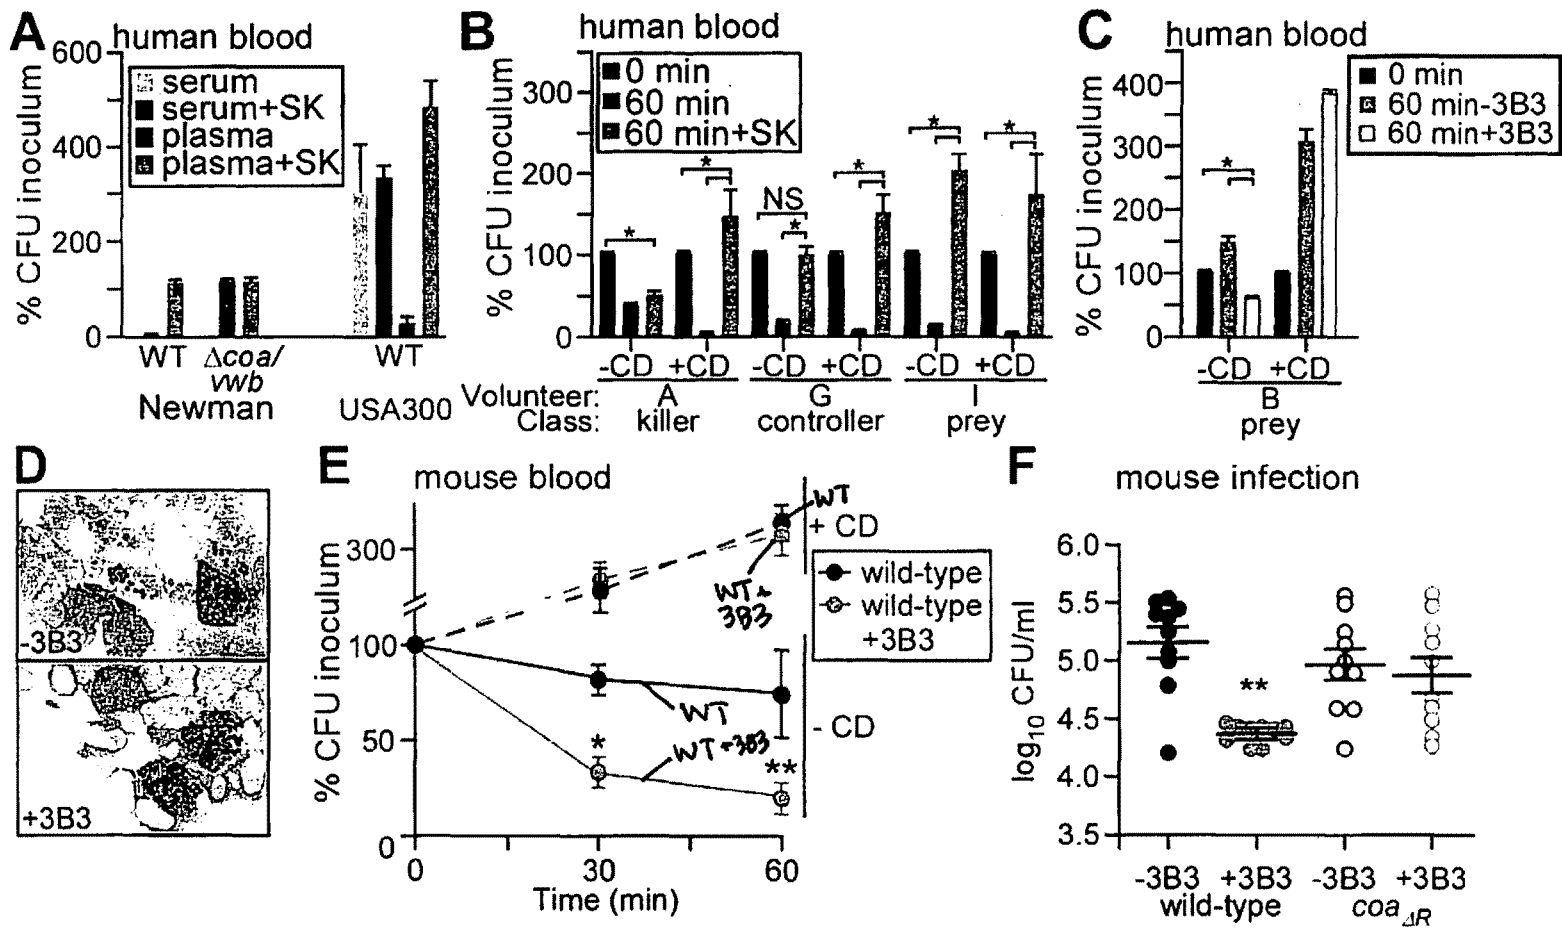 A
human blood
% CFU inoculum
600
400
200
0
serum
serum+SK
plasma
plasma+SK
WT
Δcoa/
vwb
WT
Newman
USA300
B
human blood
% CFU inoculum
300
200
100
0
0 min
60 min
60 min+SK
*
*
NS
*
*
*
*
-CD +CD -CD +CD -CD +CD
Volunteer: A G I
Class: killer controller prey
C
human blood
% CFU inoculum
400
300
200
100
0
0 min
60 min-3B3
60 min+3B3
*
-CD +CD
B
prey
D
-3B3
+3B3
E
mouse blood
% CFU inoculum
300
100
50
0
WT
+ CD
WT+
3B3
wild-type
wild-type
+3B3
WT
- CD
WT+3B3
*
**
0 30 60
Time (min)
F
mouse infection
log10 CFU/ml
6.0
5.5
5.0
4.5
4.0
3.5
**
-3B3 +3B3 -3B3 +3B3
wild-type coaΔR